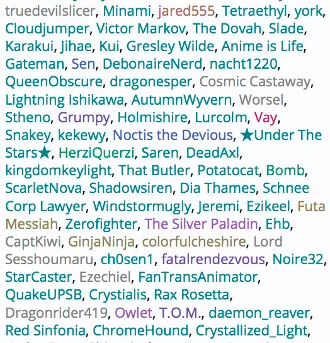 truedevilslicer, Minami, jared555, Tetraethyl, york,
Cloudjumper, Victor Markov, The Dovah, Slade,
Karakui, Jihae, Kui, Gresley Wilde, Anime is Life,
Gateman, Sen, DebonaireNerd, nacht1220,
QueenObscure, dragonesper, Cosmic Castaway,
Lightning Ishikawa, AutumnWyvern, Worsel,
Stheno, Grumpy, Holmishire, Lurcolm, Vay,
Snakey, kekewy, Noctis the Devious, ★Under The
Stars★, HerziQuerzi, Saren, DeadAxl,
kingdomkeylight, That Butler, Potatocat, Bomb,
ScarletNova, Shadowsiren, Dia Thames, Schnee
Corp Lawyer, Windstormugly, Jeremi, Ezikeel, Futa
Messiah, Zerofighter, The Silver Paladin, Ehb,
CaptKiwi, GinjaNinja, colorfulcheshire, Lord
Sesshoumaru, ch0sen1, fatalrendezvous, Noire32,
StarCaster, Ezechiel, FanTransAnimator,
QuakeUPSB, Crystialis, Rax Rosetta,
Dragonrider419, Owlet, T.O.M., daemon_reaver,
Red Sinfonia, ChromeHound, Crystallized_Light,